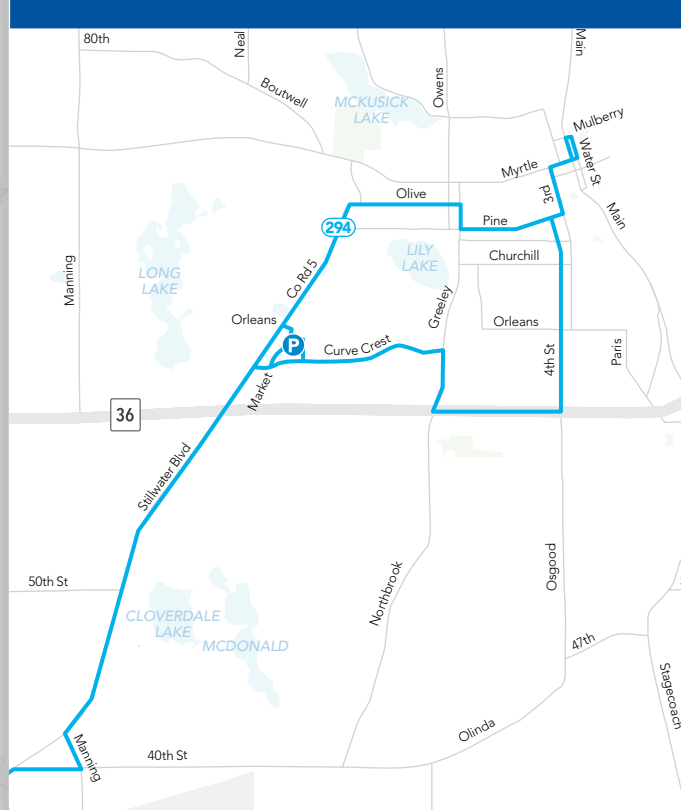 80th
Neal
Main
Boutwell
Owens
MCKUSICK
LAKE
Mulberry
Water St
Myrtle
Olive
3rd
Main
Pine
294
LILY
LAKE
Churchill
LONG
LAKE
Manning
Co Rd 5
Greeley
Orleans
Orleans
P
Curve Crest
4th St
Paris
Market
36
Stillwater Blvd
50th St
Northbrook
Osgood
CLOVERDALE
LAKE
MCDONALD
47th
Stagecoach
Manning
40th St
Olinda